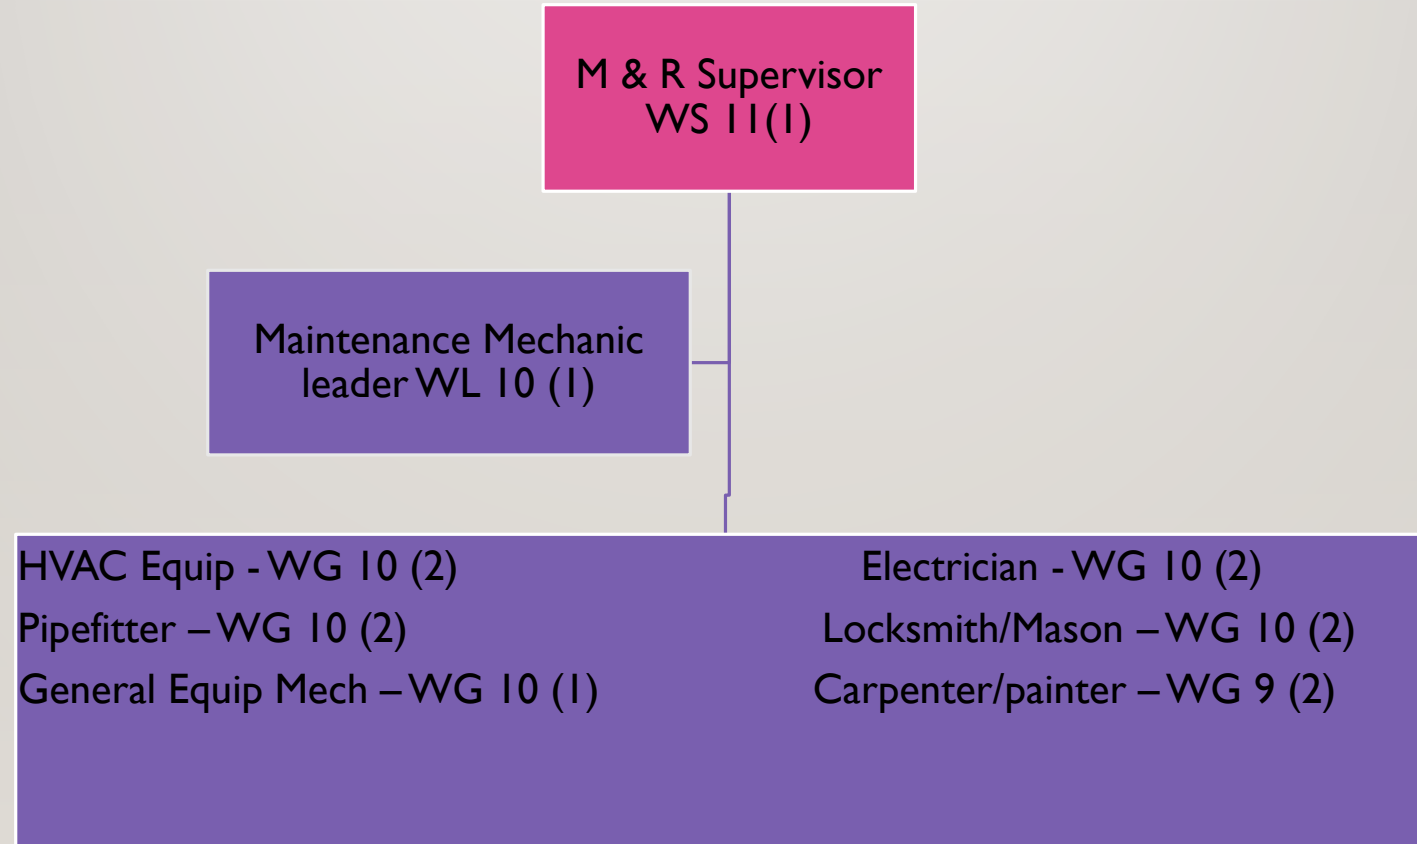 M & R Supervisor
WS 11(1)
Maintenance Mechanic
leader WL 10 (1)
HVAC Equip - WG 10 (2) Electrician - WG 10 (2)
Pipefitter – WG 10 (2) Locksmith/Mason – WG 10 (2)
General Equip Mech – WG 10 (1) Carpenter/painter – WG 9 (2)